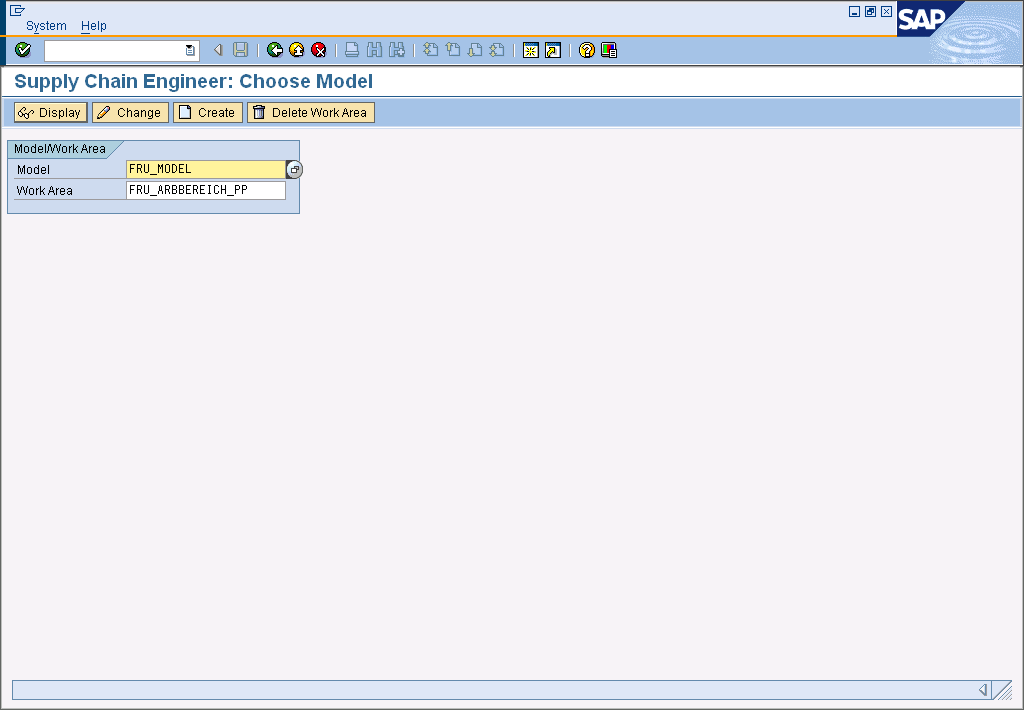 System Help
SAP
Supply Chain Engineer: Choose Model
Display Change Create Delete Work Area
Model/Work Area
Model FRU_MODEL
Work Area FRU_ARBBEREICH_PP